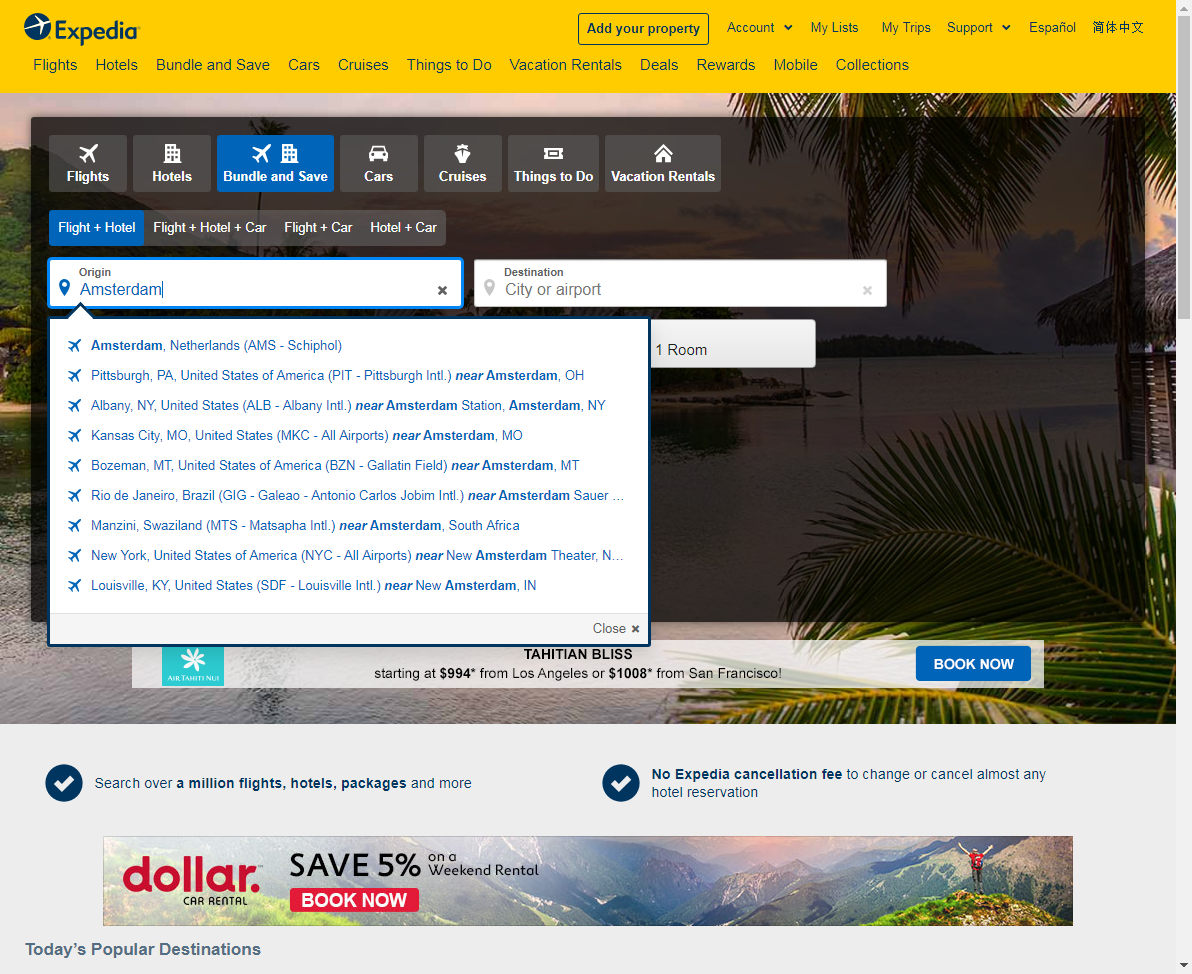 Expedia
Add your property
Account
My Lists
My Trips
Support
Español
简体中文
Flights
Hotels
Bundle and Save
Cars
Cruises
Things to Do
Vacation Rentals
Deals
Rewards
Mobile
Collections
Flights
Hotels
Bundle and Save
Cars
Cruises
Things to Do
Vacation Rentals
Flight + Hotel
Flight + Hotel + Car
Flight + Car
Hotel + Car
Origin
Amsterdam
Destination
City or airport
1 Room
Amsterdam, Netherlands (AMS - Schiphol)
Pittsburgh, PA, United States of America (PIT - Pittsburgh Intl.) near Amsterdam, OH
Albany, NY, United States (ALB - Albany Intl.) near Amsterdam Station, Amsterdam, NY
Kansas City, MO, United States (MKC - All Airports) near Amsterdam, MO
Bozeman, MT, United States of America (BZN - Gallatin Field) near Amsterdam, MT
Rio de Janeiro, Brazil (GIG - Galeao - Antonio Carlos Jobim Intl.) near Amsterdam Sauer ...
Manzini, Swaziland (MTS - Matsapha Intl.) near Amsterdam, South Africa
New York, United States of America (NYC - All Airports) near New Amsterdam Theater, N...
Louisville, KY, United States (SDF - Louisville Intl.) near New Amsterdam, IN
Close
AIR TAHITI NUI
TAHITIAN BLISS
starting at $994* from Los Angeles or $1008* from San Francisco!
BOOK NOW
Search over a million flights, hotels, packages and more
No Expedia cancellation fee to change or cancel almost any
hotel reservation
dollar.
CAR RENTAL
SAVE 5% on a
Weekend Rental
BOOK NOW
Today's Popular Destinations